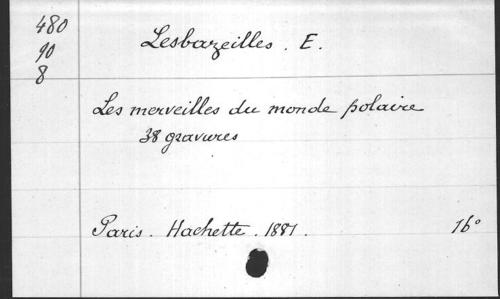 480
90
8
Lesbazeilles. E.
Les merveilles du monde polaire
38 gravures
Paris. Hachette. 1881. 16°